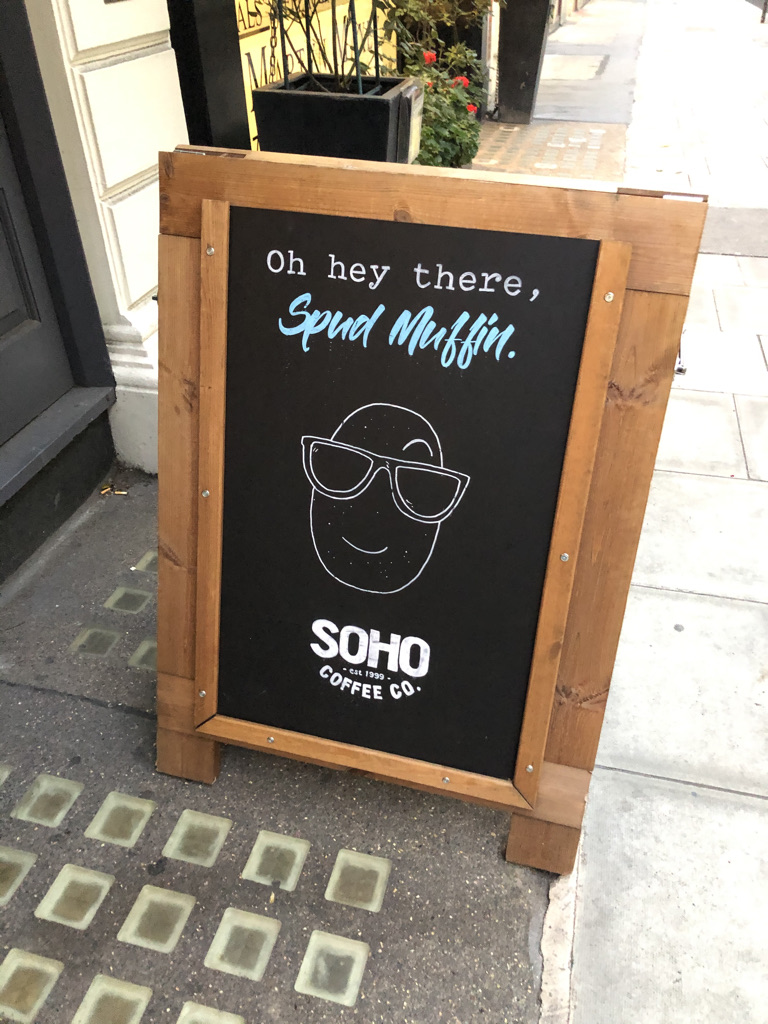 Oh hey there,
Spud Muffin.
SOHO
- est 1999 -
COFFEE CO.